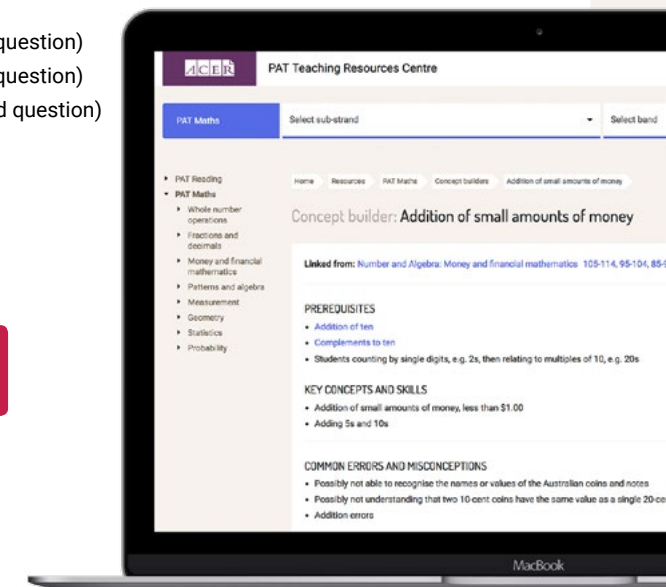 question)
question)
d question)
ACER
PAT Teaching Resources Centre
PAT Maths
Select sub-strand
Select band
PAT Reading
PAT Maths
Whole number
operations
Fractions and
decimals
Money and financial
mathematics
Patterns and algebra
Measurement
Geometry
Statistics
Probability
Home Resources PAT Maths Concept builders Addition of small amounts of money
Concept builder: Addition of small amounts of money
Linked from: Number and Algebra: Money and financial mathematics 105-114, 95-104, 85-9
PREREQUISITES
• Addition of ten
• Complements to ten
• Students counting by single digits, e.g. 2s, then relating to multiples of 10, e.g. 20s
KEY CONCEPTS AND SKILLS
• Addition of small amounts of money, less than $1.00
• Adding 5s and 10s
COMMON ERRORS AND MISCONCEPTIONS
• Possibly not able to recognise the names or values of the Australian coins and notes
• Possibly not understanding that two 10-cent coins have the same value as a single 20-ce
• Addition errors
MacBook